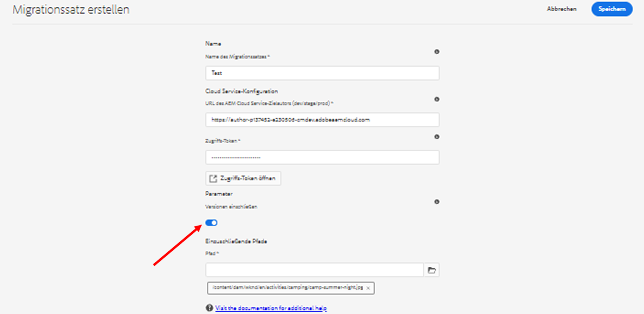 Migrationssatz erstellen
Abbrechen
Speichern
Name
Name des Migrationssatzes *
Test
Cloud Service-Konfiguration
URL des AEM-Cloud Service-Zielautors (dev/stage/prod) *
https://author-p137452-e230506-cmdev.adobeaemcloud.com
Zugriffs-Token *
Zugriffs-Token öffnen
Parameter
Versionen einschließen
Einzuschließende Pfade
Pfad *
/content/dam/wknd/en/activities/camping/camp-summer-night.jpg
Visit the documentation for additional help